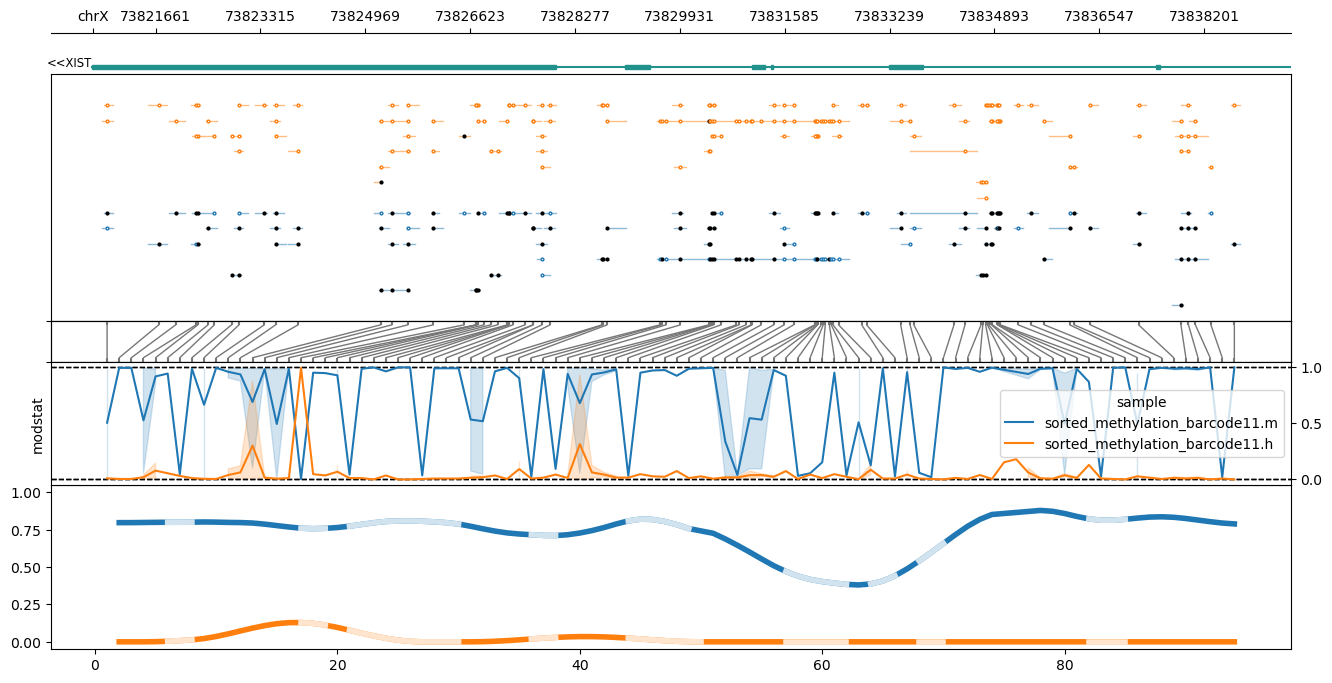 chrX 73821661 73823315 73824969 73826623 73828277 73829931 73831585 73833239 73834893 73836547 73838201
<<XIST
modstat
1.0
0.5
0.0
sample
sorted_methylation_barcode11.m
sorted_methylation_barcode11.h
1.00
0.75
0.50
0.25
0.00
0 20 40 60 80